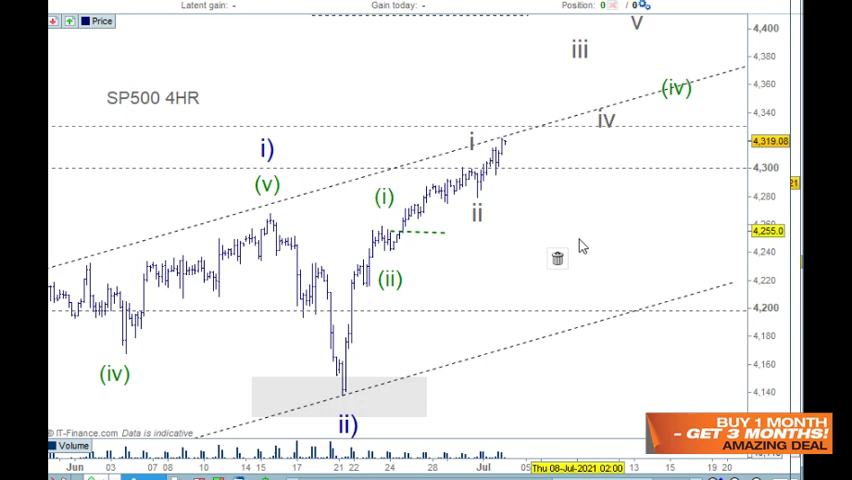 Latent gain: -
Gain today: -
Position: 0 / 0
Price
SP500 4HR
v
iii
(iv)
iv
i)
i
(v)
(i)
ii
(ii)
(iv)
ii)
4,400
4,380
4,360
4,340
4,319.08
4,300
21
4,280
4,255.0
4,240
4,220
4,200
4,180
4,160
4,140
© IT-Finance.com Data is indicative
BUY 1 MONTH
- GET 3 MONTHS!
AMAZING DEAL
Volume
Jun 03 07 08 10 14 15 17 21 22 24 28 Jul 05 Thu 08-Jul-2021 02:00 13 15 19 20